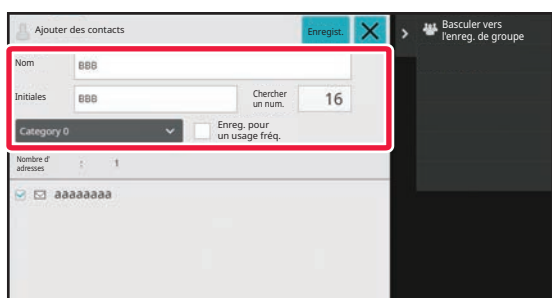 Ajouter des contacts
Enregist.
Basculer vers
l'enreg. de groupe
Nom
BBB
Initiales
BBB
Chercher
un num.
16
Category 0
Enreg. pour
un usage fréq.
Nombre d'
adresses
:
1
aaaaaaaa